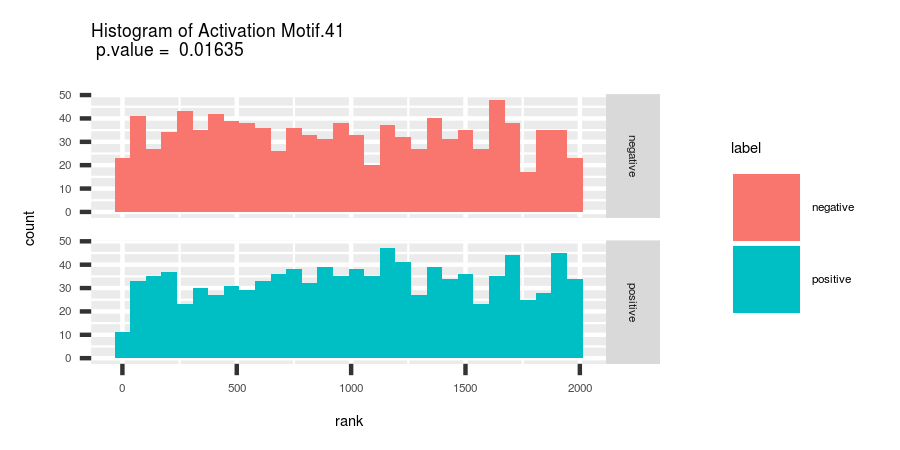 Histogram of Activation Motif.41
p.value = 0.01635
count
50
40
30
20
10
0
negative
50
40
30
20
10
0
positive
0
500
1000
1500
2000
rank
label
negative
positive